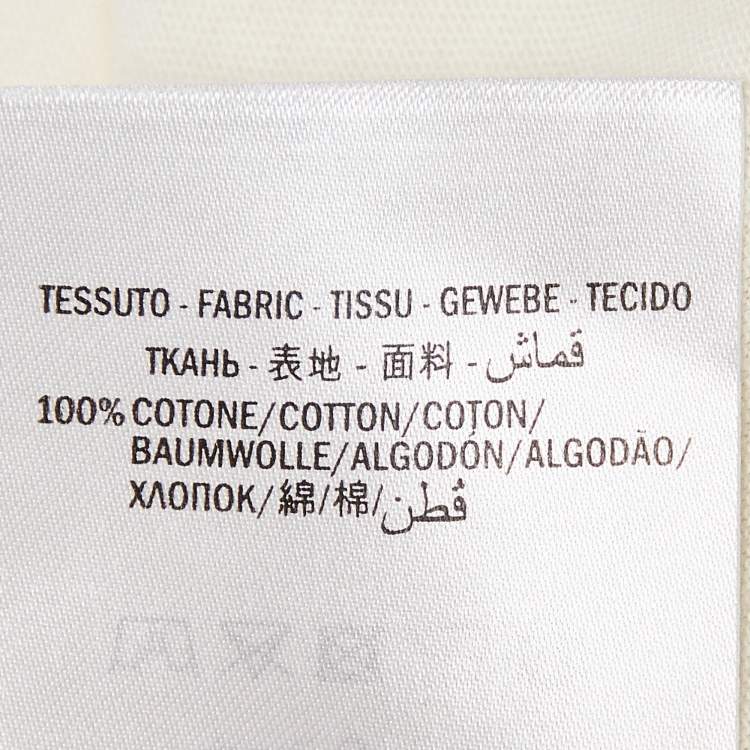 TESSUTO - FABRIC - TISSU - GEWEBE - TECIDO
ТКАНЬ - 表地 - 面料 - قماش
100% COTONE/COTTON/COTON/
BAUMWOLLE/ALGODÓN/ALGODÃO/
ХЛОПОК/綿/棉/قطن